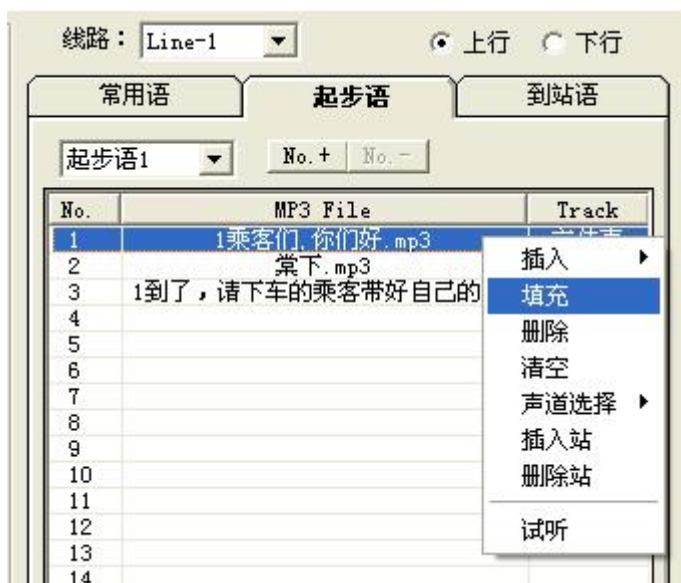 线路： Line-1 上行 下行
常用语 起步语 到站语
起步语1 No.+ No.-
No. MP3 File Track
1 1乘客们,你们好.mp3
2 棠下.mp3
3 1到了，请下车的乘客带好自己的
4
5
6
7
8
9
10
11
12
13
14
插入
填充
删除
清空
声道选择
插入站
删除站
试听